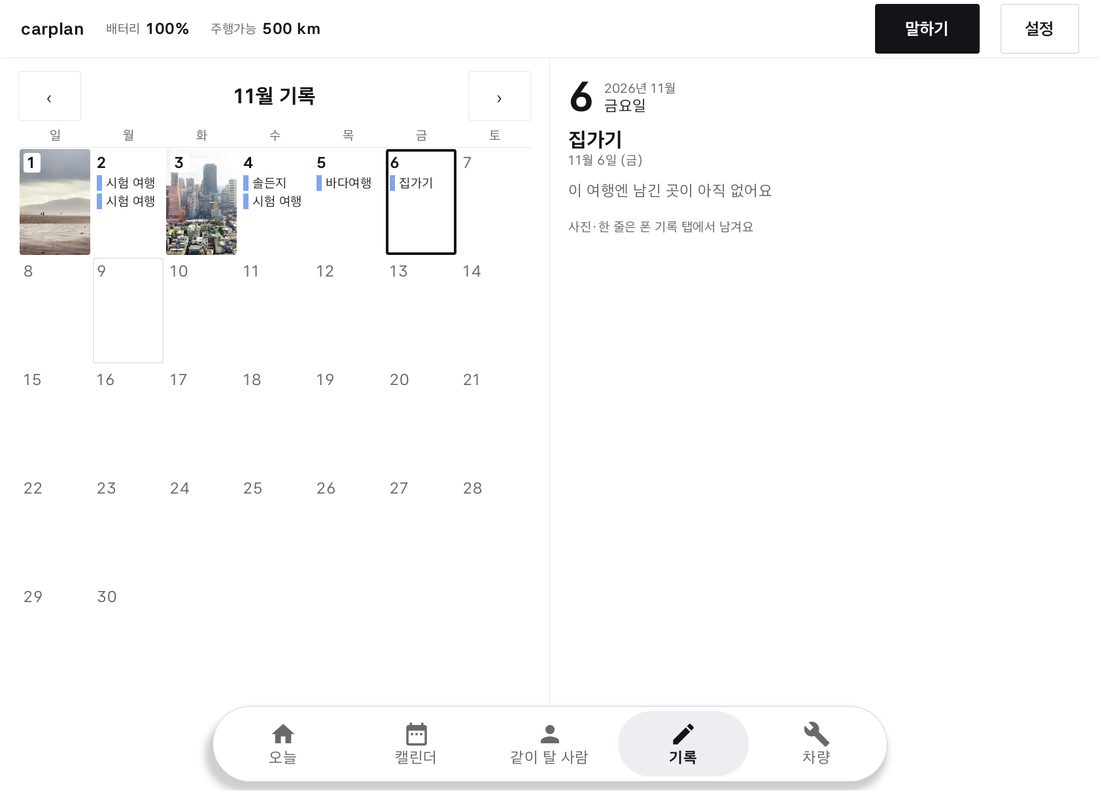 carplan 배터리 100% 주행가능 500 km 말하기 설정
‹ 11월 기록 ›
일 월 화 수 목 금 토
1 2 3 4 5 6 7
시험 여행 솔든지 바다여행 집가기
시험 여행 시험 여행
8 9 10 11 12 13 14
15 16 17 18 19 20 21
22 23 24 25 26 27 28
29 30
6 2026년 11월
금요일
집가기
11월 6일 (금)
이 여행엔 남긴 곳이 아직 없어요
사진·한 줄은 폰 기록 탭에서 남겨요
오늘 캘린더 같이 탈 사람 기록 차량